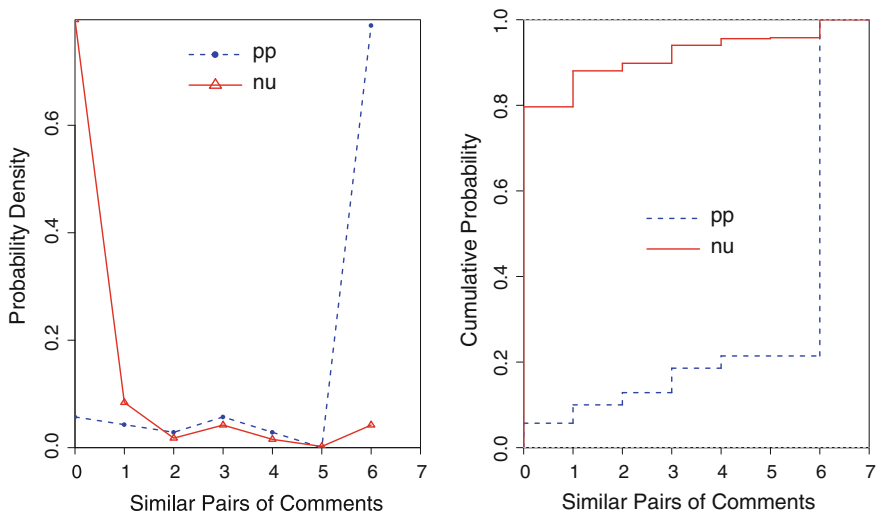 Probability Density
0.0 0.2 0.4 0.6
pp
nu
0 1 2 3 4 5 6 7
Similar Pairs of Comments
Cumulative Probability
0.0 0.2 0.4 0.6 0.8 1.0
pp
nu
0 1 2 3 4 5 6 7
Similar Pairs of Comments